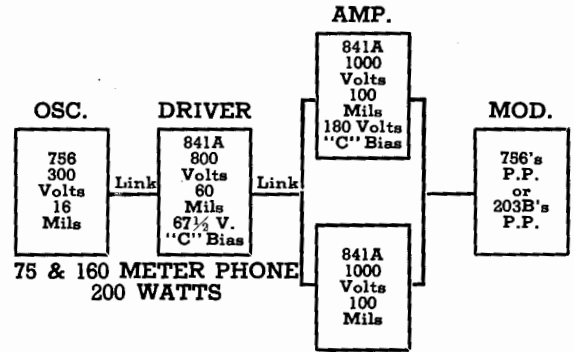 AMP.
841A
1000
Volts
100
Mils
180 Volts
"C" Bias
OSC.
756
300
Volts
16
Mils
Link
DRIVER
841A
800
Volts
60
Mils
67½ V.
"C" Bias
Link
MOD.
756's
P.P.
or
203B's
P.P.
841A
1000
Volts
100
Mils
75 & 160 METER PHONE
200 WATTS